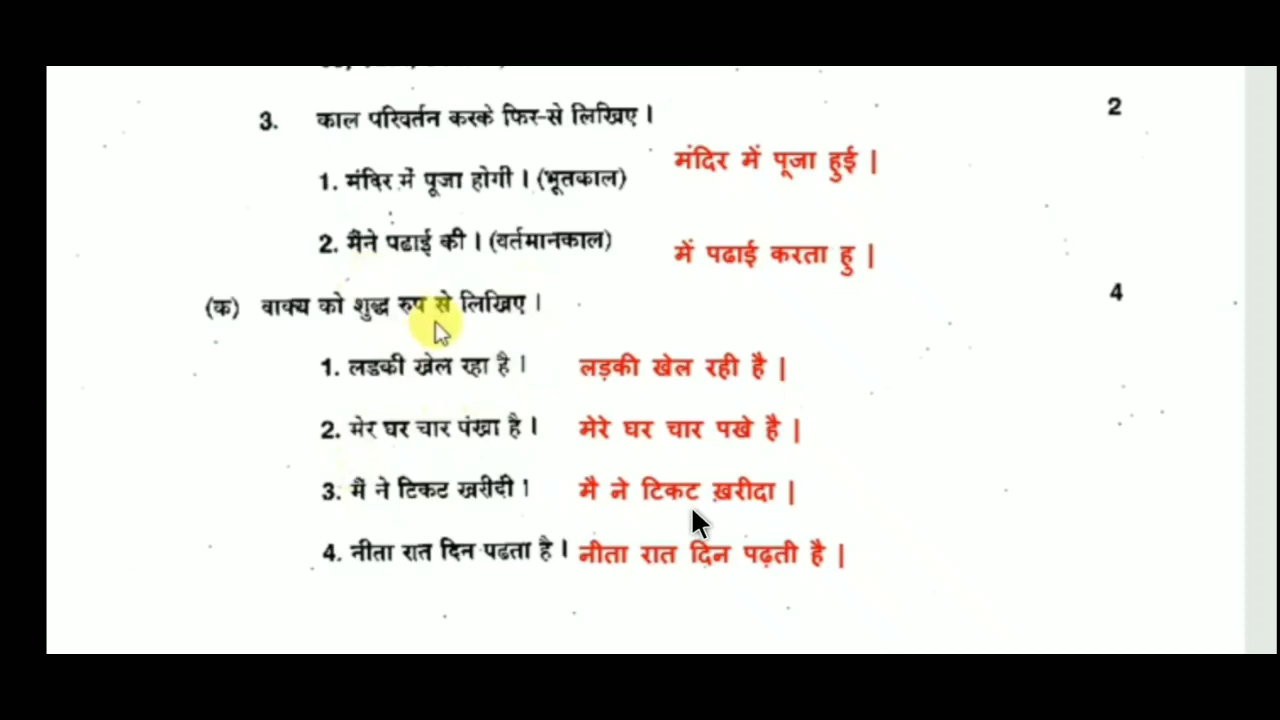 3. काल परिवर्तन करके फिर-से लिखिए । 2
1. मंदिर में पूजा होगी । (भूतकाल) मंदिर में पूजा हुई |
2. मैंने पढाई की । (वर्तमानकाल) में पढाई करता हु |
(क) वाक्य को शुद्ध रुप से लिखिए । 4
1. लडकी खेल रहा है । लड़की खेल रही है |
2. मेर घर चार पंखा है । मेरे घर चार पखे है |
3. मैं ने टिकट खरीदी । मै ने टिकट ख़रीदा |
4. नीता रात दिन पढता है । नीता रात दिन पढ़ती है |